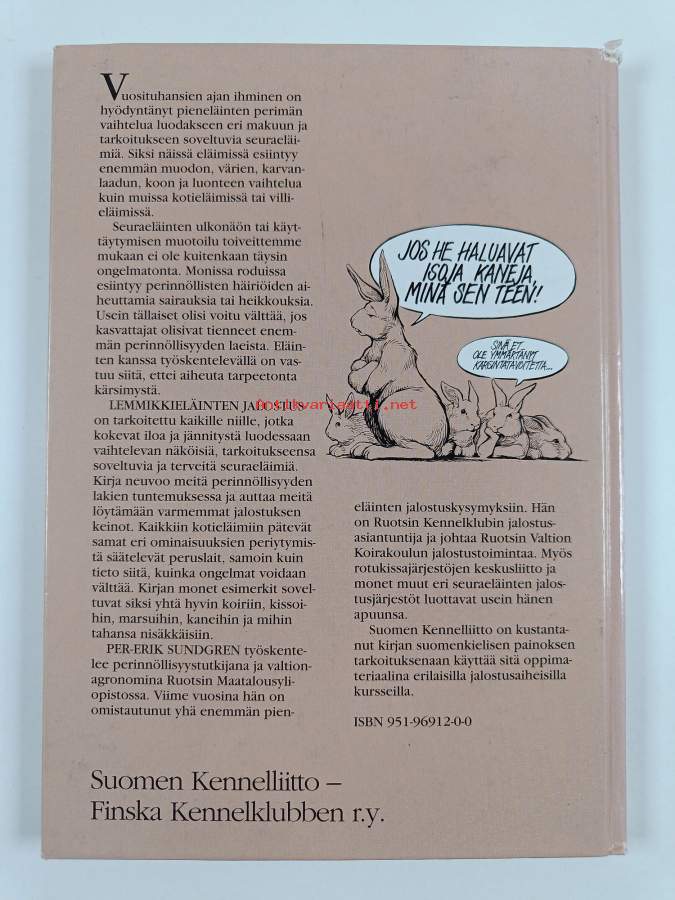 Vuosituhansien ajan ihminen on
hyödyntänyt pieneläinten perimän
vaihtelua luodakseen eri makuun ja
tarkoitukseen soveltuvia seuraeläi-
miä. Siksi näissä eläimissä esiintyy
enemmän muodon, värien, karvan-
laadun, koon ja luonteen vaihtelua
kuin muissa kotieläimissä tai villi-
eläimissä.
Seuraeläinten ulkonäön tai käyt-
täytymisen muotoilu toiveittemme
mukaan ei ole kuitenkaan täysin
ongelmatonta. Monissa roduissa
esiintyy perinnöllisten häiriöiden ai-
heuttamia sairauksia tai heikkouksia.
Usein tällaiset olisi voitu välttää, jos
kasvattajat olisivat tienneet enem-
män perinnöllisyyden laeista. Eläin-
ten kanssa työskentelevällä on vas-
tuu siitä, ettei aiheuta tarpeetonta
kärsimystä.
LEMMIKKIELÄINTEN JALOSTUS
on tarkoitettu kaikille niille, jotka
kokevat iloa ja jännitystä luodessaan
vaihtelevan näköisiä, tarkoitukseensa
soveltuvia ja terveitä seuraeläimiä.
Kirja neuvoo meitä perinnöllisyyden
lakien tuntemuksessa ja auttaa meitä
löytämään varmemmat jalostuksen
keinot. Kaikkiin kotieläimiin pätevät
samat eri ominaisuuksien periytymis-
tä säätelevät peruslait, samoin kuin
tieto siitä, kuinka ongelmat voidaan
välttää. Kirjan monet esimerkit sovel-
tuvat siksi yhtä hyvin koiriin, kissoi-
hin, marsuihin, kaneihin ja mihin
tahansa nisäkkäisiin.
PER-ERIK SUNDGREN työskente-
lee perinnöllisyystutkijana ja valtion-
agronomina Ruotsin Maatalousyli-
opistossa. Viime vuosina hän on
omistautunut yhä enemmän pien-
JOS HE HALUAVAT
ISOJA KANEJA,
MINÄ SEN TEEN!
SINÄ ET
OLE YMMÄRTÄNYT
KASVATUSTAVOITETTA...
Antikvariaatti.net
eläinten jalostuskysymyksiin. Hän
on Ruotsin Kennelklubin jalostus-
asiantuntija ja johtaa Ruotsin Valtion
Koirakoulun jalostustoimintaa. Myös
rotukissajärjestöjen keskusliitto ja
monet muut eri seuraeläinten jalos-
tusjärjestöt luottavat usein hänen
apuunsa.
Suomen Kennelliitto on kustanta-
nut kirjan suomenkielisen painoksen
tarkoituksenaan käyttää sitä oppima-
teriaalina erilaisilla jalostusaiheisilla
kursseilla.
ISBN 951-96912-0-0
Suomen Kennelliitto –
Finska Kennelklubben r.y.